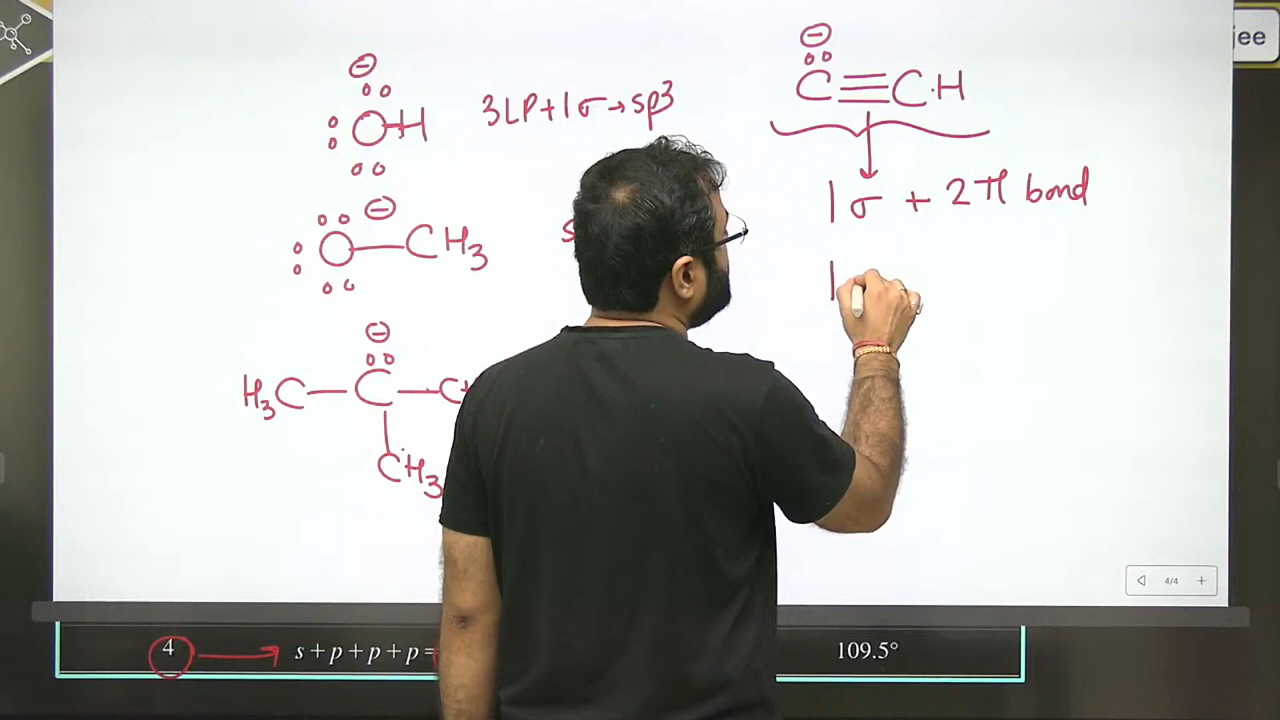 ⊖
OH 3LP+1σ→sp3
⊖
O—CH3
⊖
H3C—C—
CH3
⊖
C≡C·H
1σ + 2π bond
1
jee
4/4
4 → s+p+p+p=
109.5°